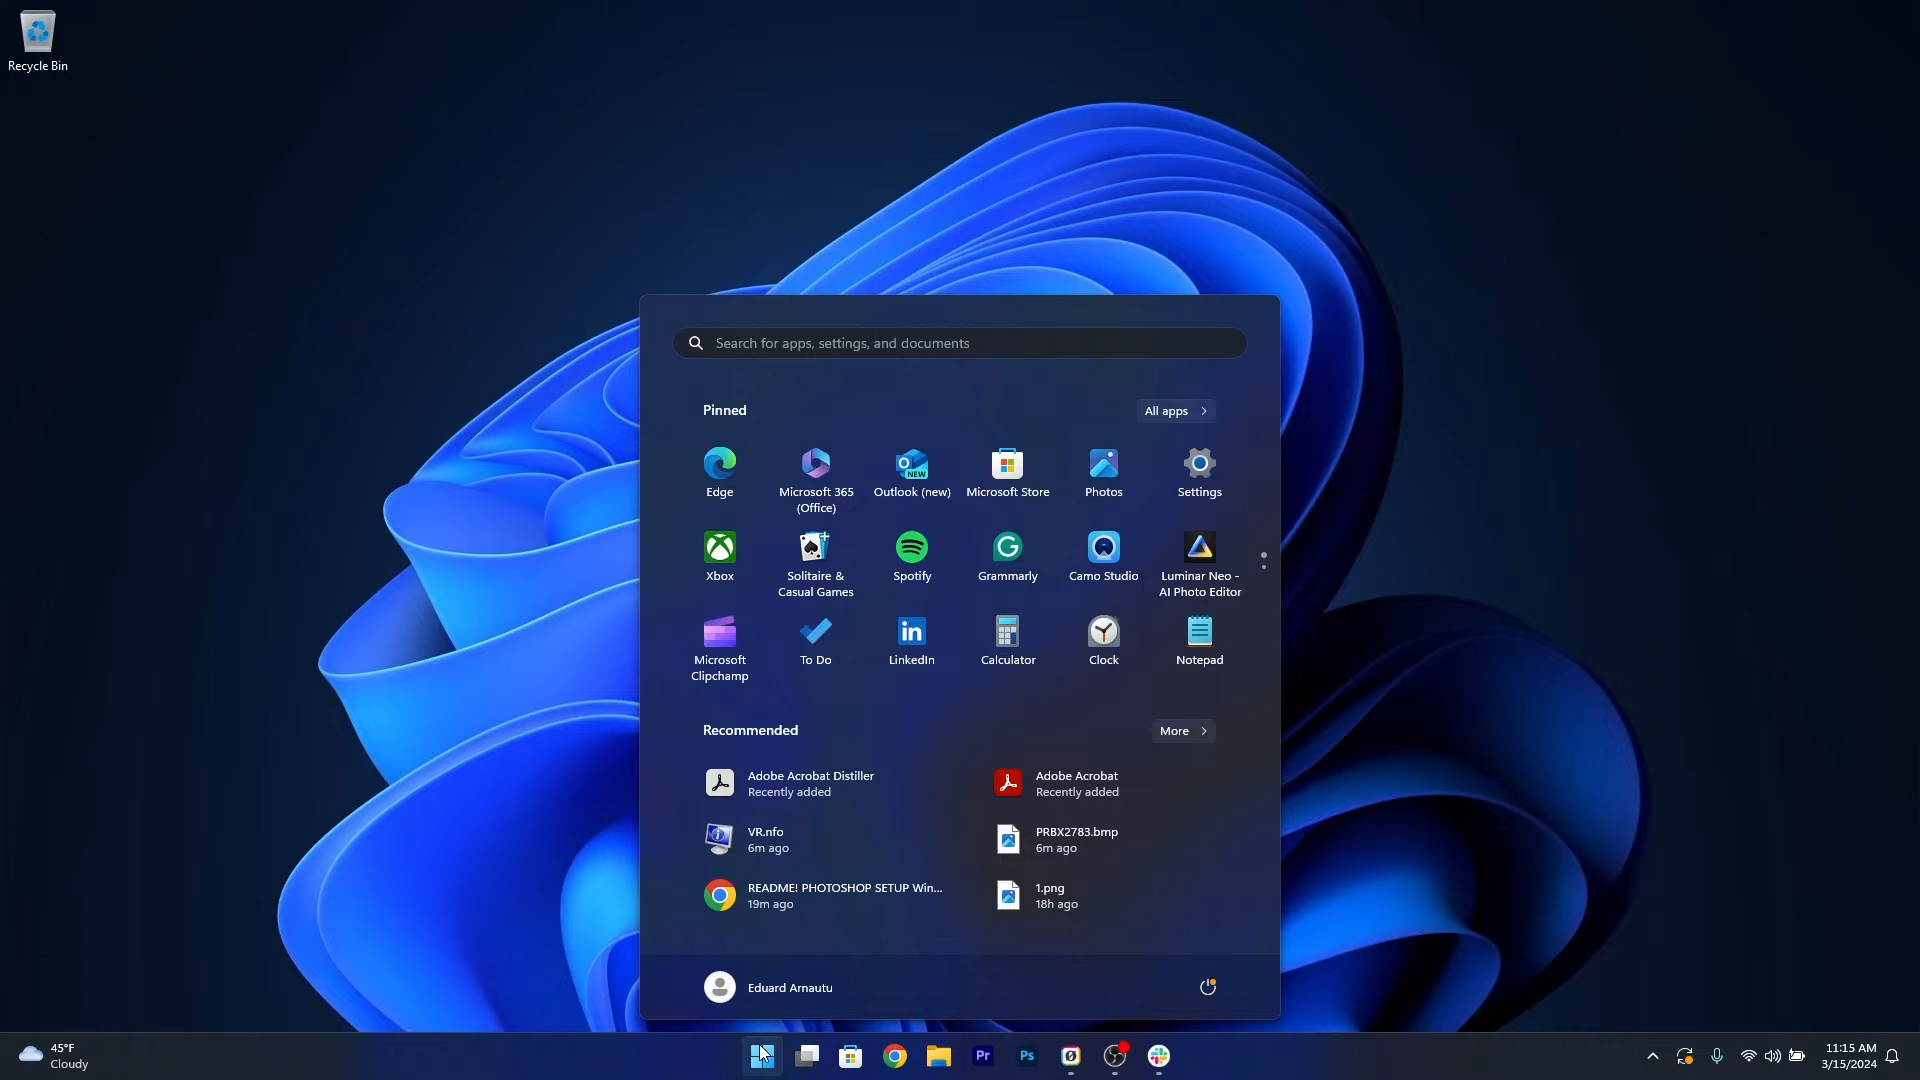 Recycle Bin
Search for apps, settings, and documents
Pinned
All apps
Edge
Microsoft 365
(Office)
Outlook (new)
Microsoft Store
Photos
Settings
Xbox
Solitaire &
Casual Games
Spotify
Grammarly
Camo Studio
Luminar Neo -
AI Photo Editor
Microsoft
Clipchamp
To Do
LinkedIn
Calculator
Clock
Notepad
Recommended
More
Adobe Acrobat Distiller
Recently added
Adobe Acrobat
Recently added
VR.nfo
6m ago
PRBX2783.bmp
6m ago
README! PHOTOSHOP SETUP Win...
19m ago
1.png
18h ago
Eduard Arnautu
45°F
Cloudy
Pr
Ps
11:15 AM
3/15/2024